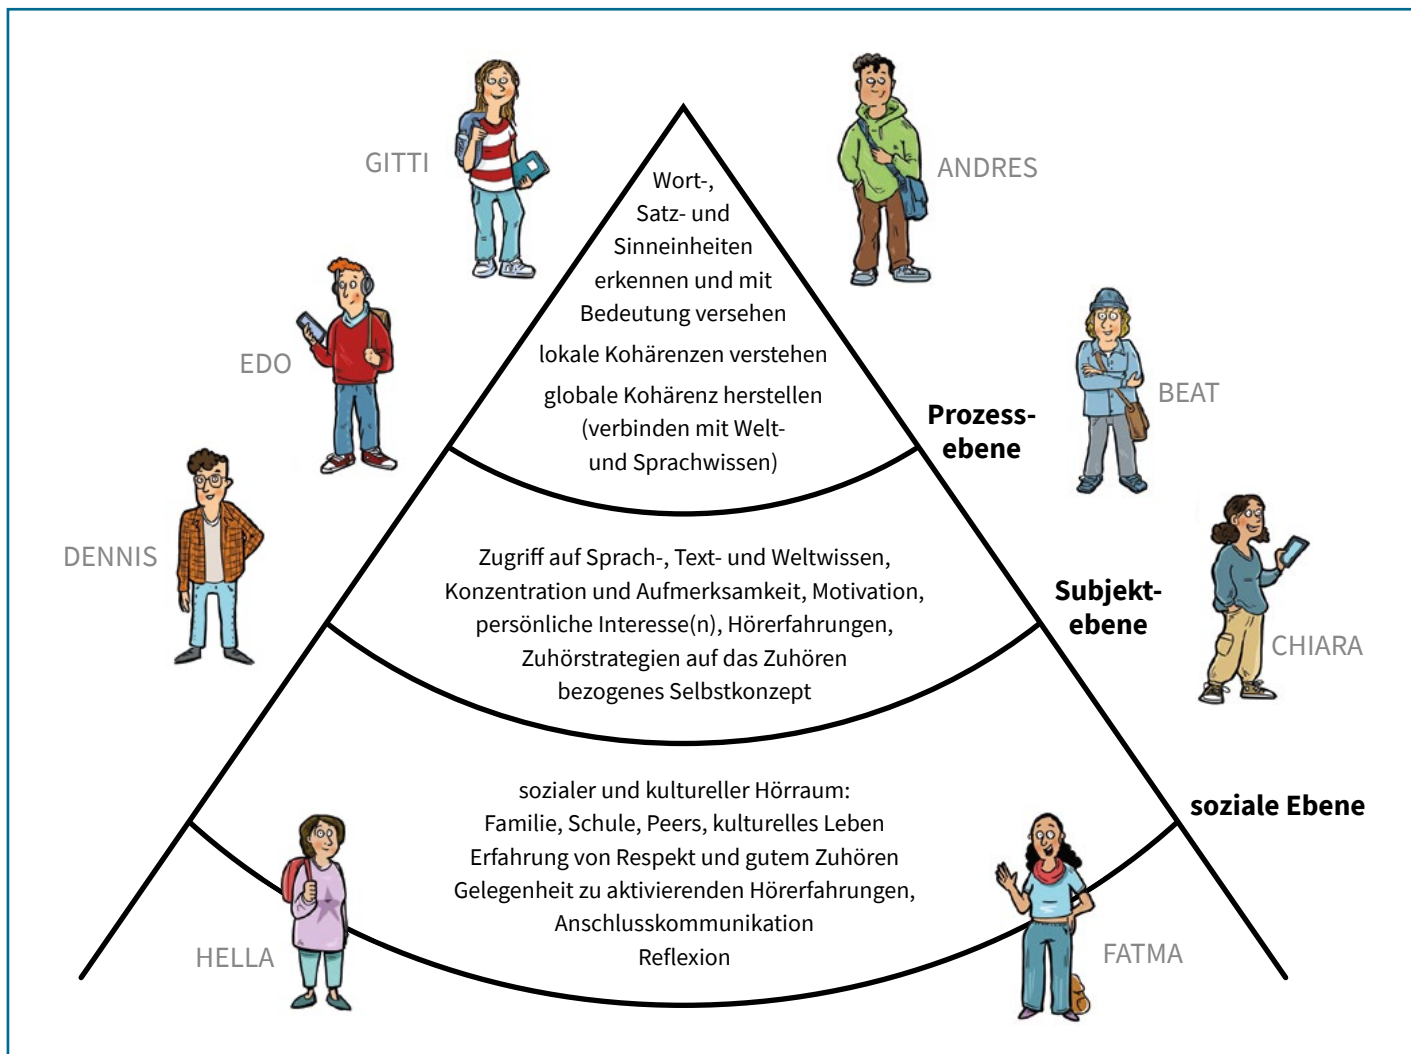 GITTI
ANDRES
Wort-,
Satz- und
Sinneinheiten
erkennen und mit
Bedeutung versehen
lokale Kohärenzen verstehen
globale Kohärenz herstellen
(verbinden mit Welt-
und Sprachwissen)
EDO
BEAT
Prozess-
ebene
DENNIS
Zugriff auf Sprach-, Text- und Weltwissen,
Konzentration und Aufmerksamkeit, Motivation,
persönliche Interesse(n), Hörerfahrungen,
Zuhörstrategien auf das Zuhören
bezogenes Selbstkonzept
Subjekt-
ebene
CHIARA
sozialer und kultureller Hörraum:
Familie, Schule, Peers, kulturelles Leben
Erfahrung von Respekt und gutem Zuhören
Gelegenheit zu aktivierenden Hörerfahrungen,
Anschlusskommunikation
Reflexion
soziale Ebene
HELLA
FATMA